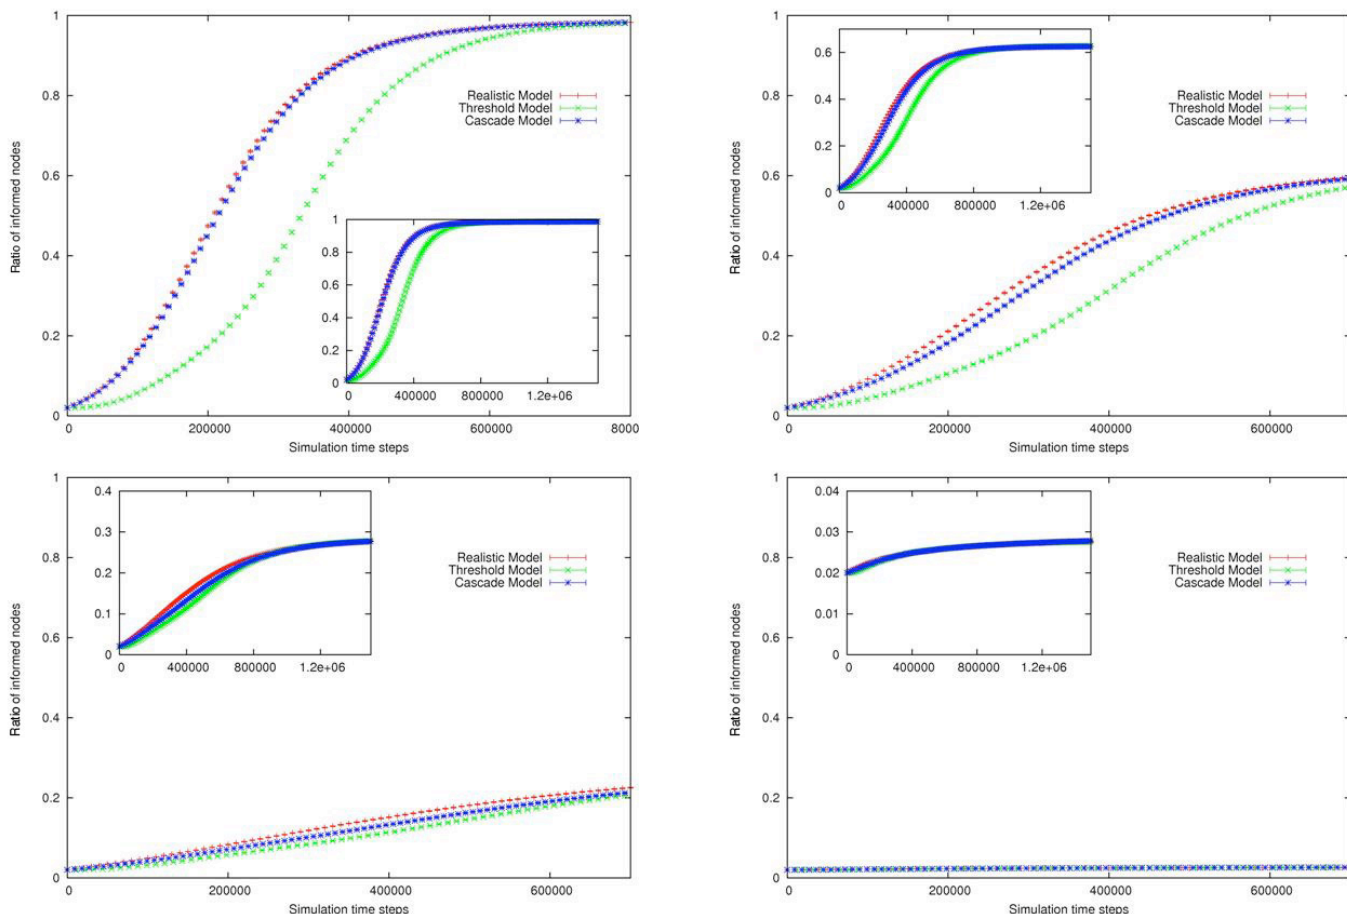 1
0.8
0.6
0.4
0.2
0
Ratio of informed nodes
Realistic Model
Threshold Model
Cascade Model
1
0.8
0.6
0.4
0.2
0
0 400000 800000 1.2e+06
0 200000 400000 600000 8000
Simulation time steps
1
0.8
0.6
0.4
0.2
0
Ratio of informed nodes
0.6
0.4
0.2
0
0 400000 800000 1.2e+06
Realistic Model
Threshold Model
Cascade Model
0 200000 400000 600000
Simulation time steps
1
0.8
0.6
0.4
0.2
0
Ratio of informed nodes
0.4
0.3
0.2
0.1
0
0 400000 800000 1.2e+06
Realistic Model
Threshold Model
Cascade Model
0 200000 400000 600000
Simulation time steps
1
0.8
0.6
0.4
0.2
0
Ratio of informed nodes
0.04
0.03
0.02
0.01
0
0 400000 800000 1.2e+06
Realistic Model
Threshold Model
Cascade Model
0 200000 400000 600000
Simulation time steps